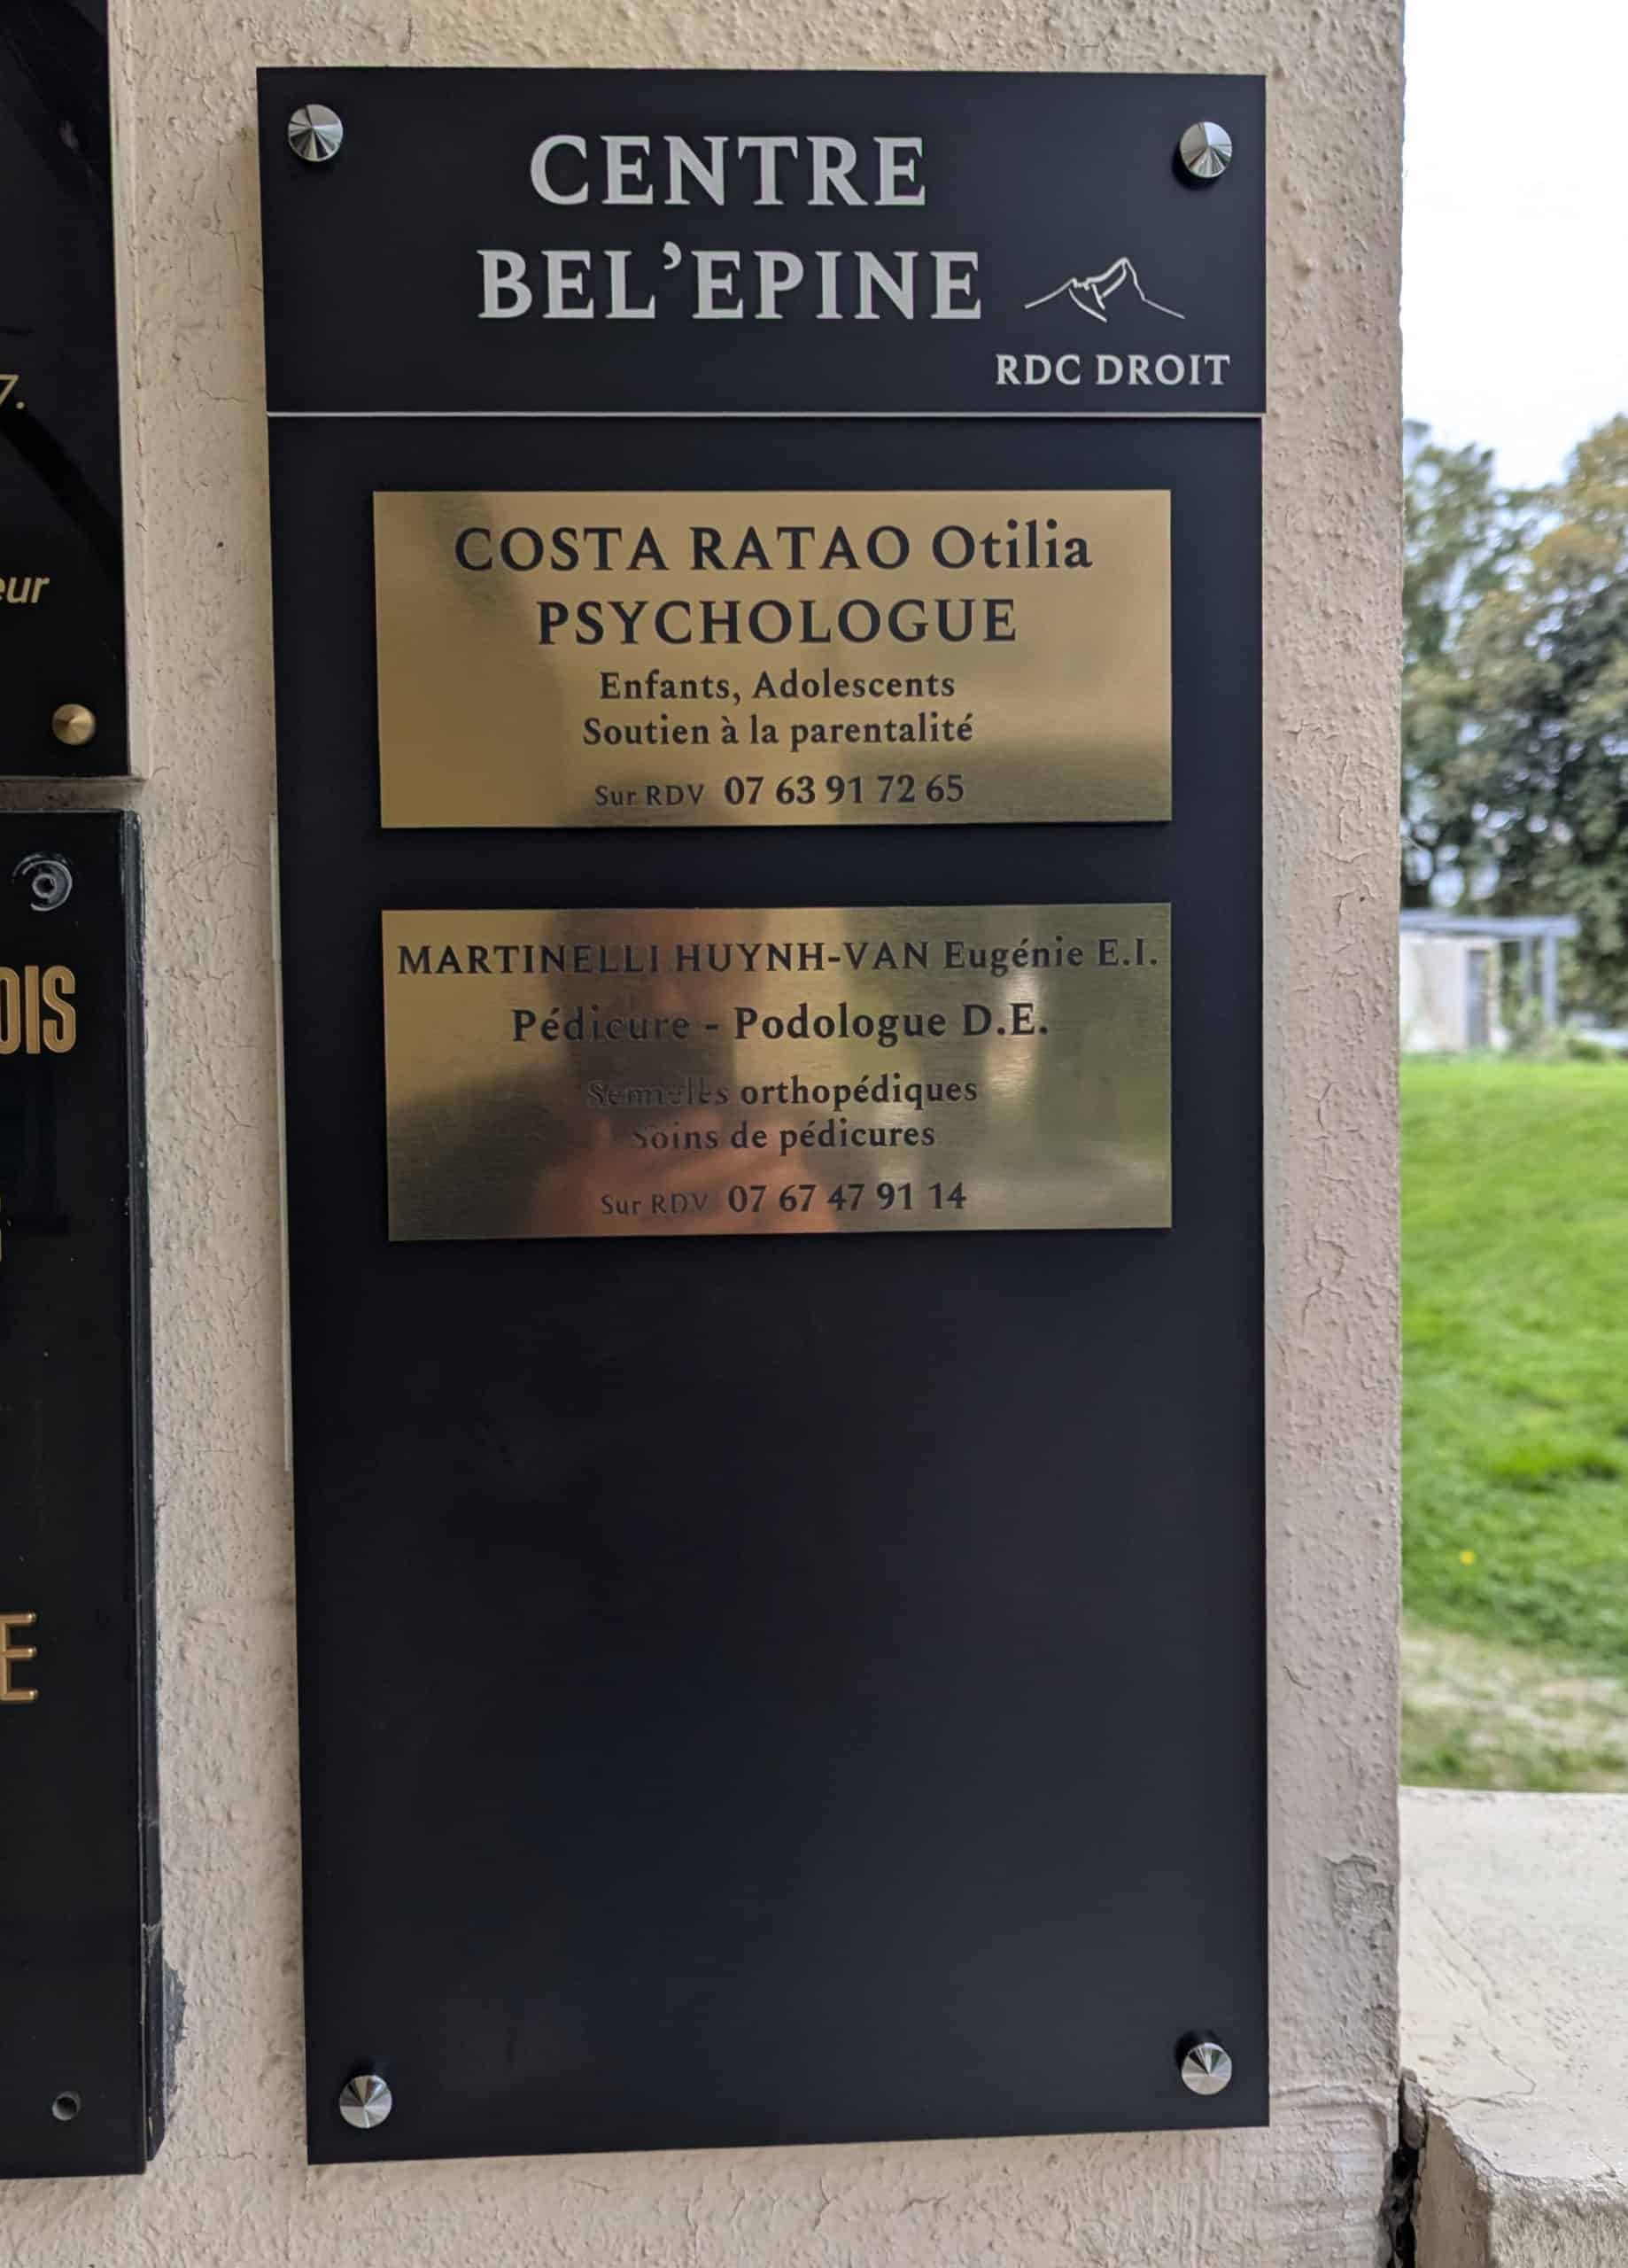 CENTRE
BEL’EPINE
RDC DROIT
COSTA RATAO Otilia
PSYCHOLOGUE
Enfants, Adolescents
Soutien à la parentalité
Sur RDV 07 63 91 72 65
MARTINELLI HUYNH-VAN Eugénie E.I.
Pédicure - Podologue D.E.
Semelles orthopédiques
Soins de pédicures
Sur RDV 07 67 47 91 14